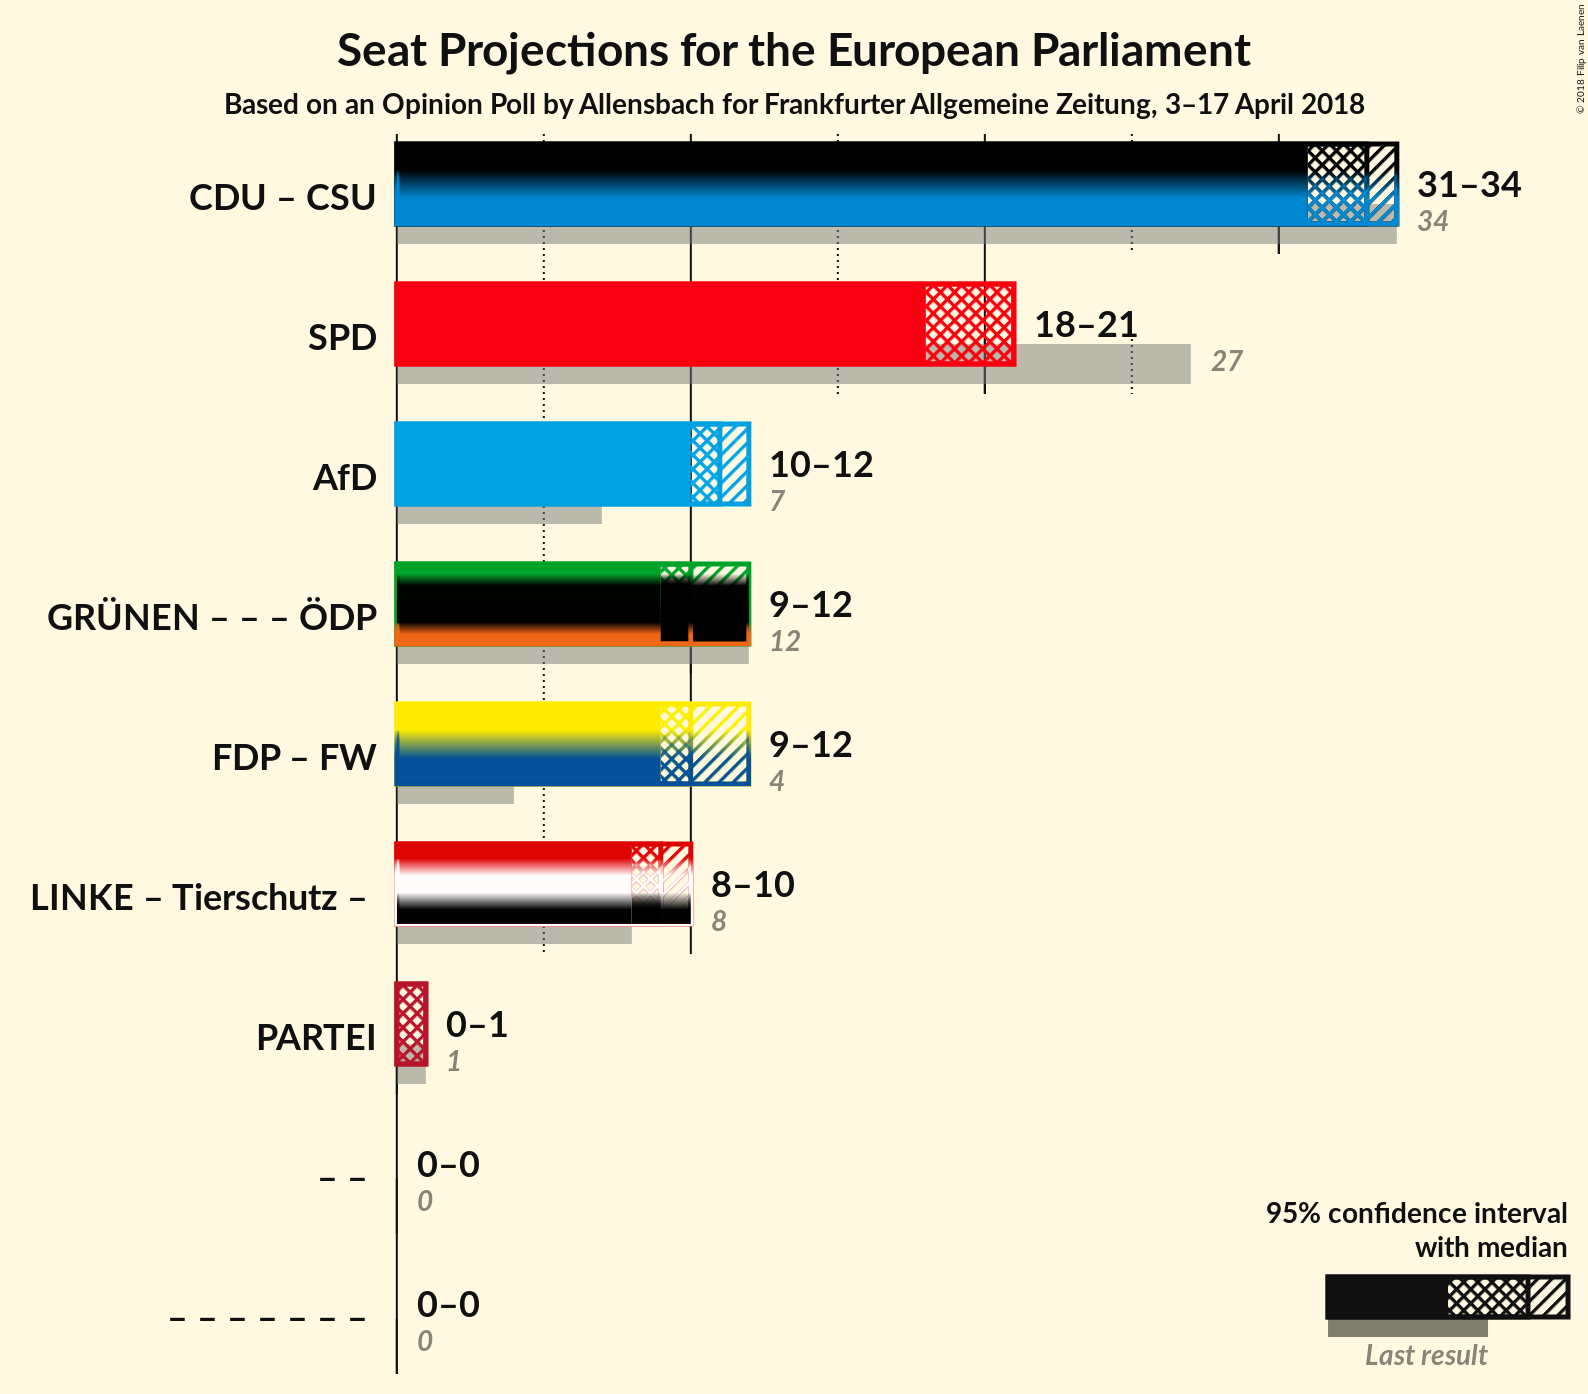 Seat Projections for the European Parliament
Based on an Opinion Poll by Allensbach for Frankfurter Allgemeine Zeitung, 3–17 April 2018
© 2018 Filip van Laenen
CDU – CSU
31–34
34
SPD
18–21
27
AfD
10–12
7
GRÜNEN – – – ÖDP
9–12
12
FDP – FW
9–12
4
LINKE – Tierschutz –
8–10
8
PARTEI
0–1
1
– –
0–0
0
– – – – – – –
0–0
0
95% confidence interval
with median
Last result